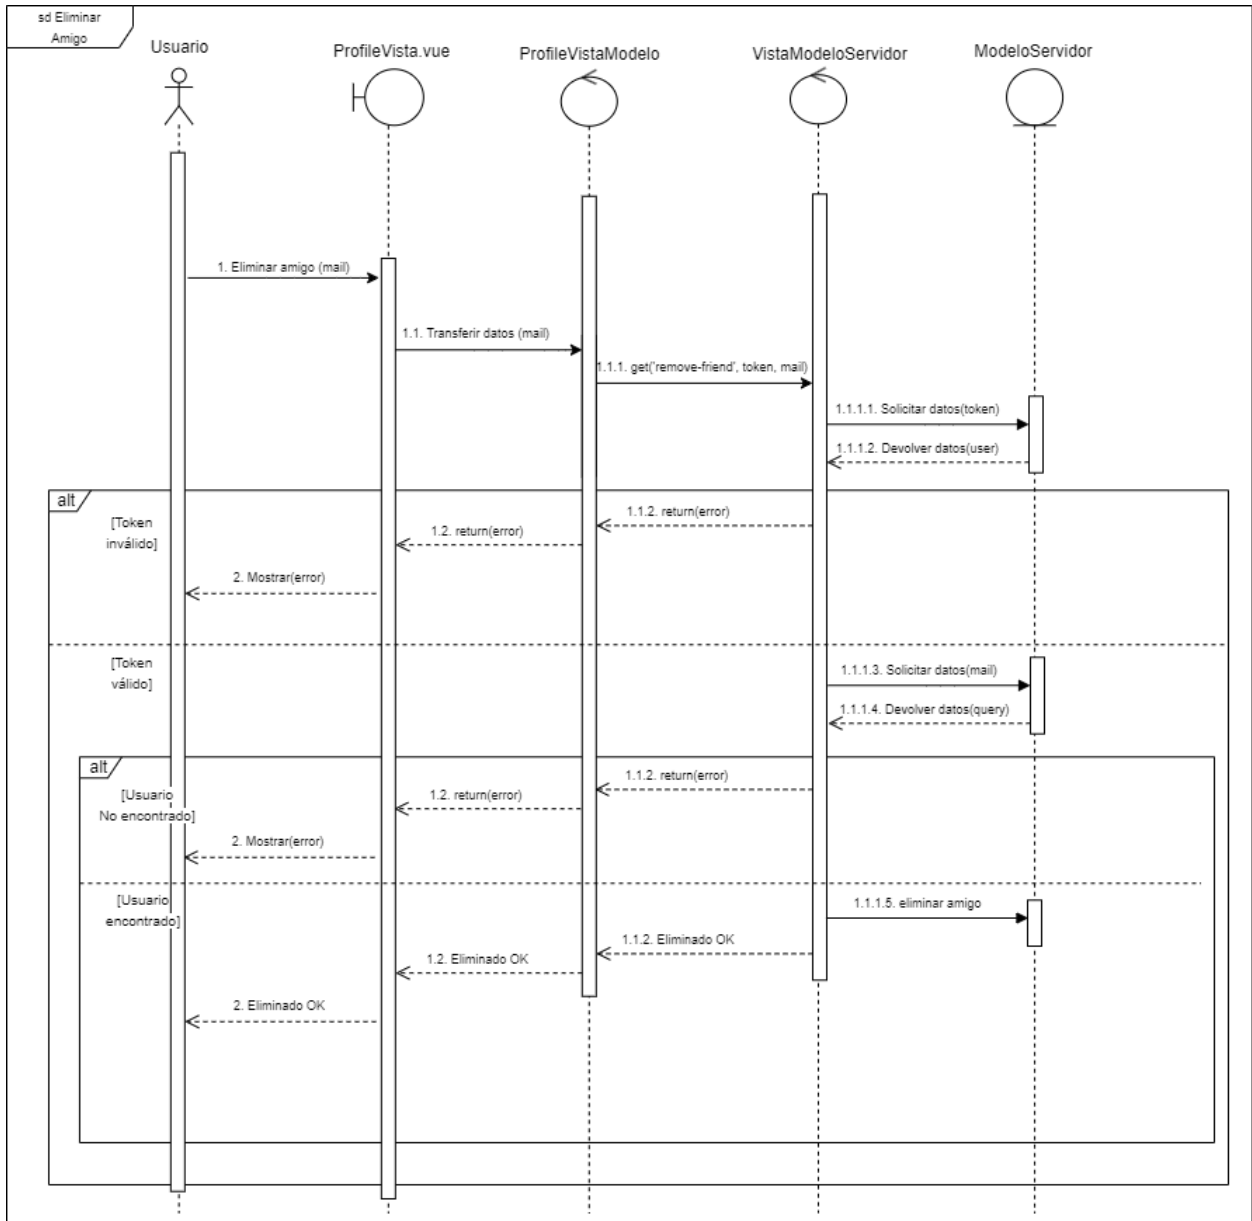 sd Eliminar
Amigo
Usuario
ProfileVista.vue
ProfileVistaModelo
VistaModeloServidor
ModeloServidor
1. Eliminar amigo (mail)
1.1. Transferir datos (mail)
1.1.1. get('remove-friend', token, mail)
1.1.1.1. Solicitar datos(token)
1.1.1.2. Devolver datos(user)
alt
[Token
inválido]
1.1.2. return(error)
1.2. return(error)
2. Mostrar(error)
[Token
válido]
1.1.1.3. Solicitar datos(mail)
1.1.1.4. Devolver datos(query)
alt
[Usuario
No encontrado]
1.1.2. return(error)
1.2. return(error)
2. Mostrar(error)
[Usuario
encontrado]
1.1.1.5. eliminar amigo
1.1.2. Eliminado OK
1.2. Eliminado OK
2. Eliminado OK